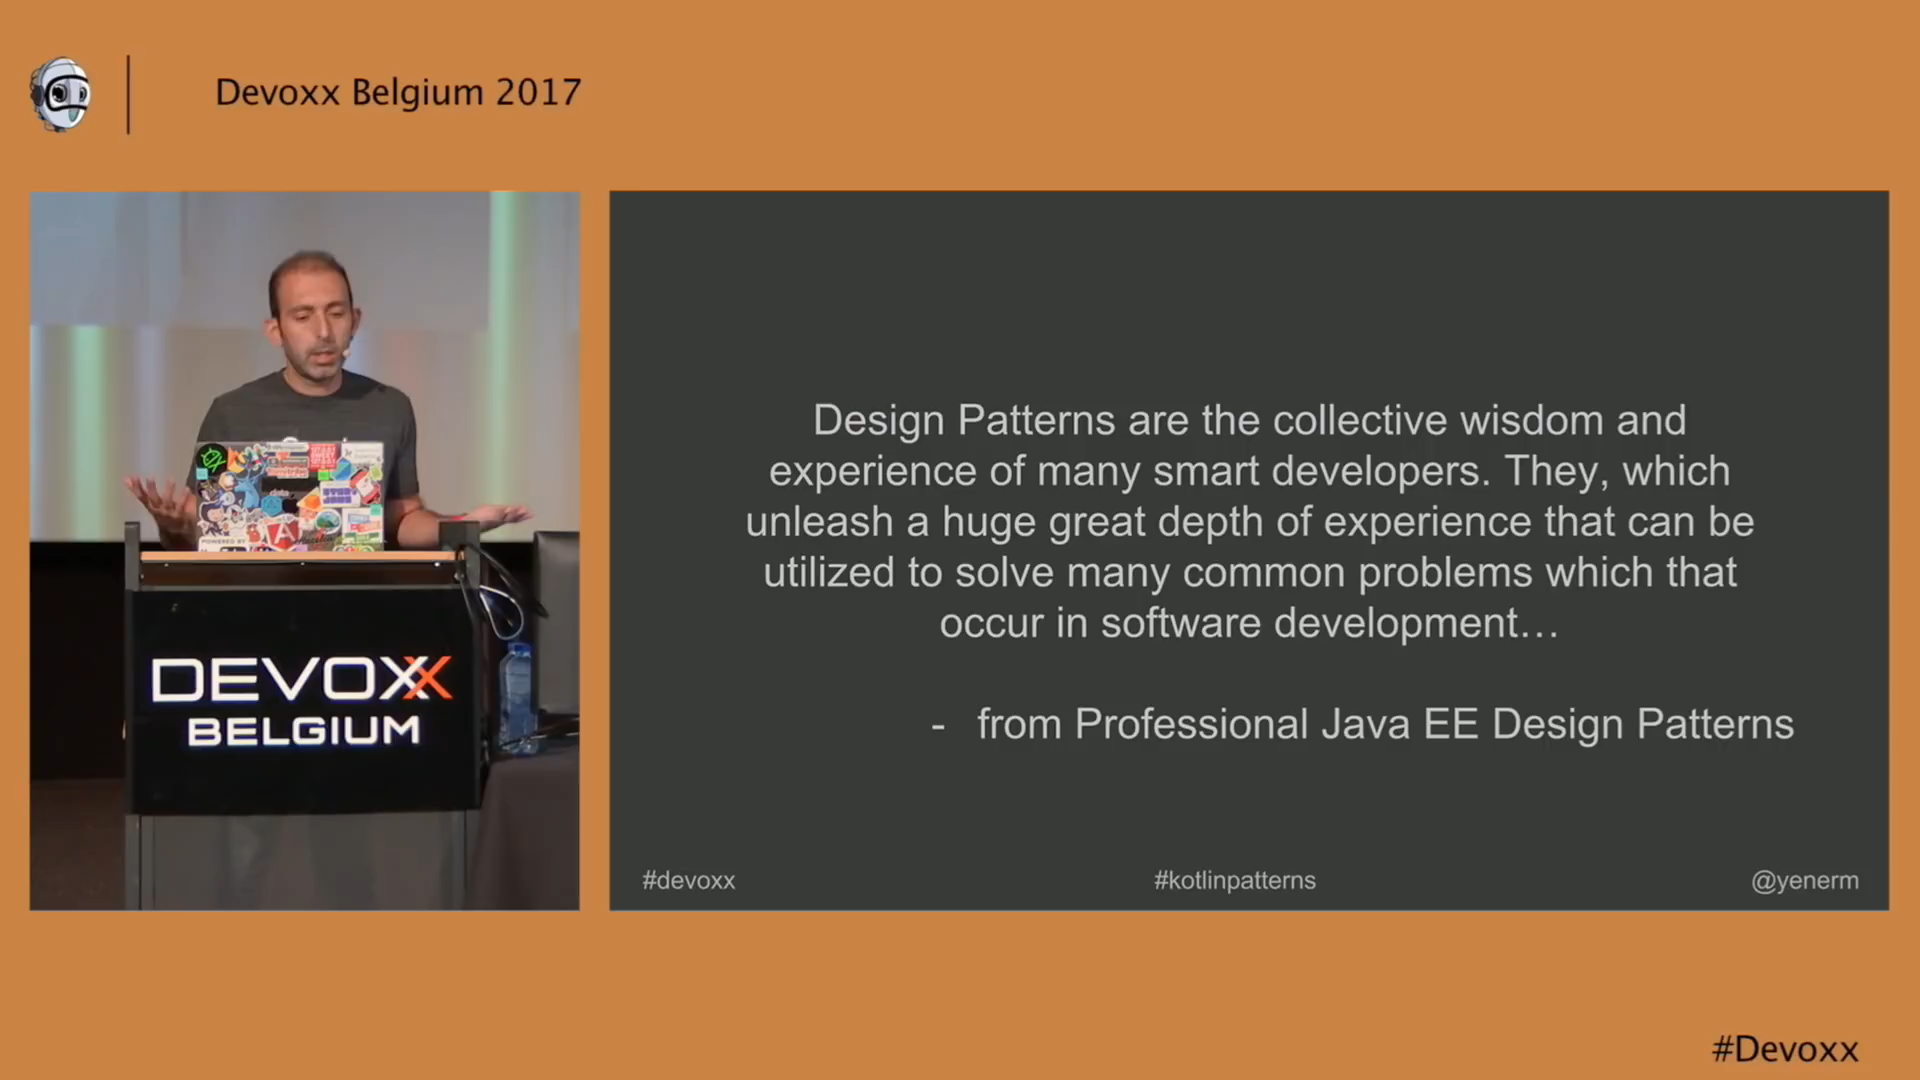 Devoxx Belgium 2017
POWERED BY
DEVOXX
BELGIUM
Design Patterns are the collective wisdom and
experience of many smart developers. They, which
unleash a huge great depth of experience that can be
utilized to solve many common problems which that
occur in software development…
- from Professional Java EE Design Patterns
#devoxx
#kotlinpatterns
@yenerm
#Devoxx